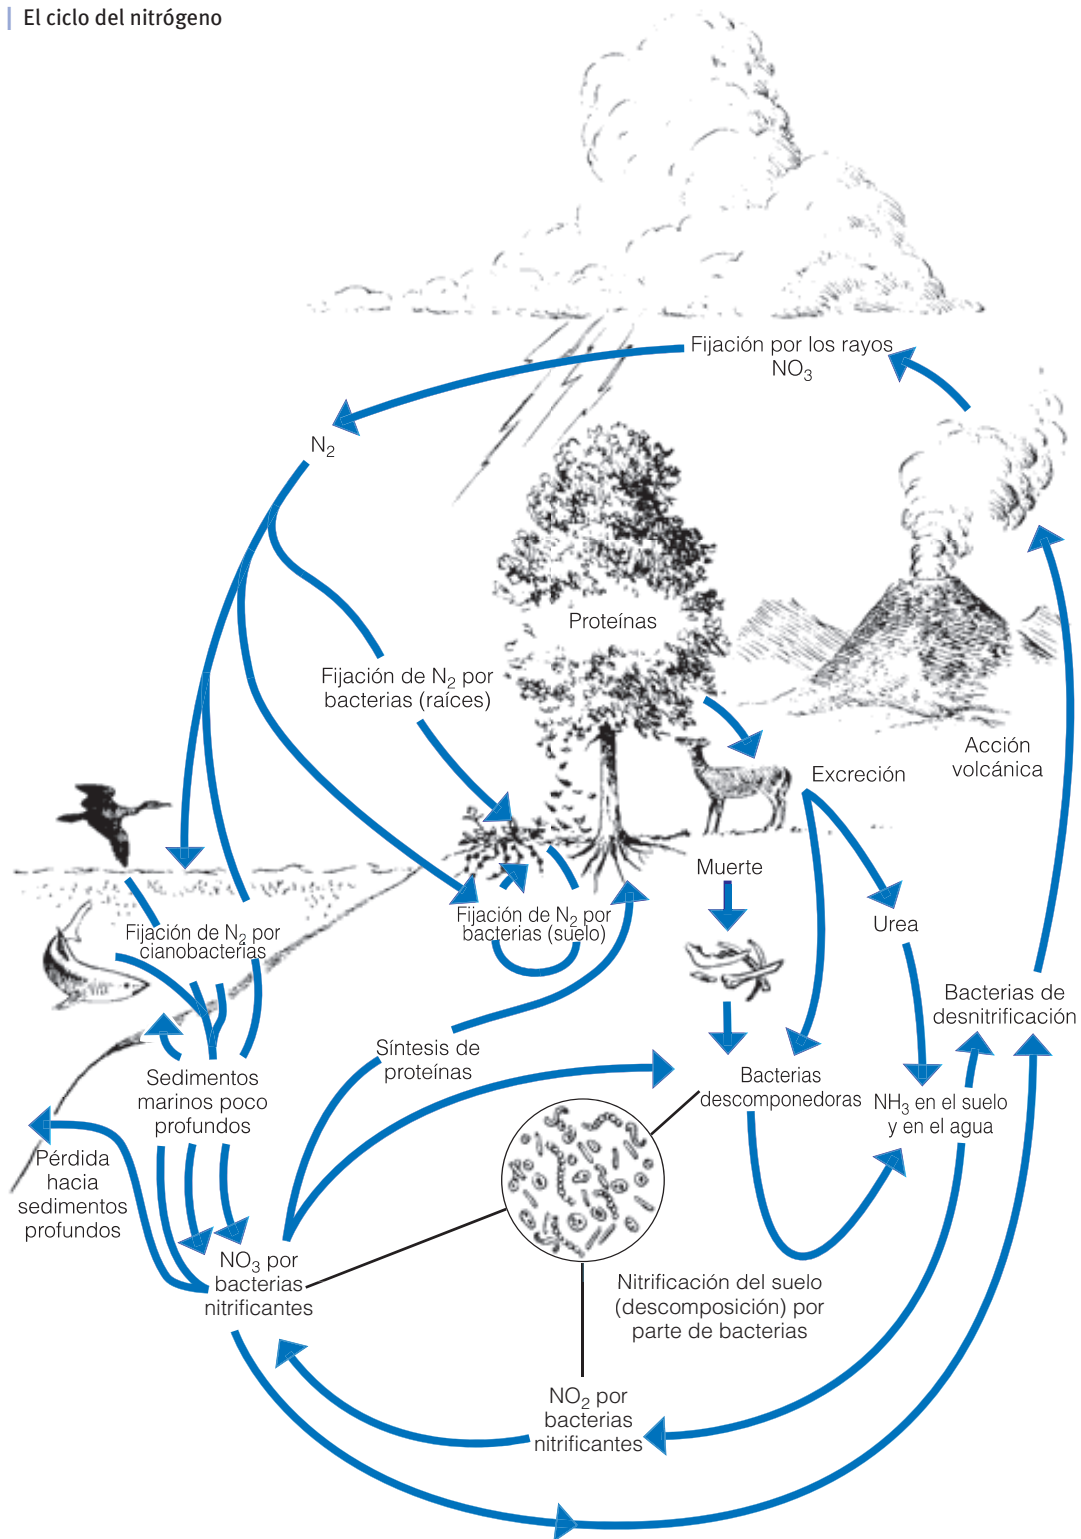 El ciclo del nitrógeno
Fijación por los rayos
NO₃
N₂
Proteínas
Fijación de N₂ por
bacterias (raíces)
Acción
volcánica
Excreción
Muerte
Urea
Fijación de N₂ por
bacterias (suelo)
Fijación de N₂ por
cianobacterias
Bacterias de
desnitrificación
Síntesis de
proteínas
Sedimentos
marinos poco
profundos
Bacterias
descomponedoras
NH₃ en el suelo
y en el agua
Pérdida
hacia
sedimentos
profundos
NO₃ por
bacterias
nitrificantes
Nitrificación del suelo
(descomposición) por
parte de bacterias
NO₂ por
bacterias
nitrificantes